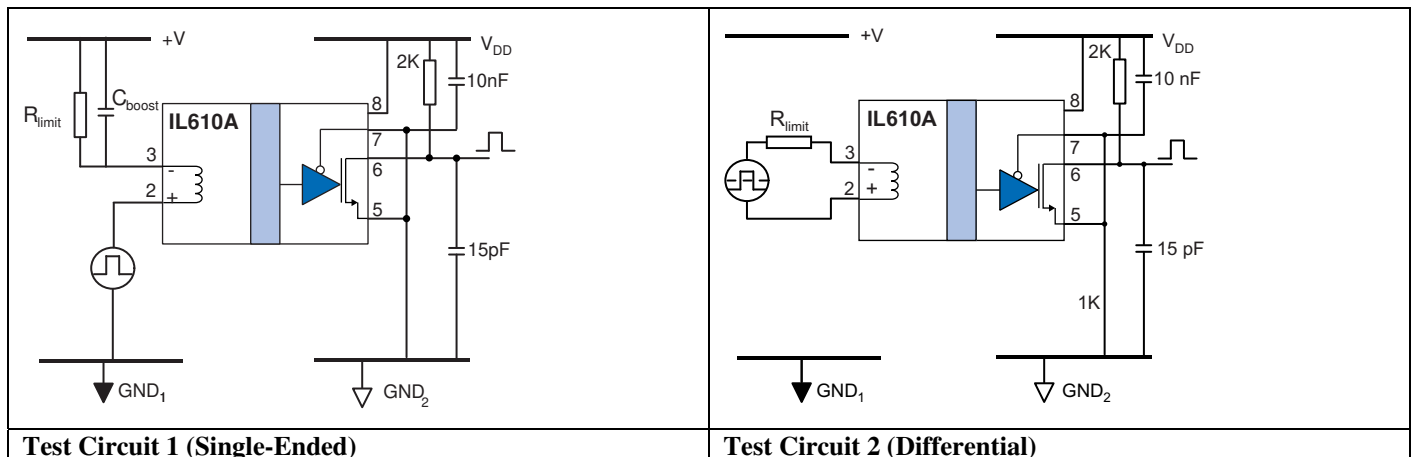 +V
V_DD
2K
10nF
C_boost
R_limit
IL610A
8
7
3
-
6
2
+
5
15pF
GND_1
GND_2
Test Circuit 1 (Single-Ended)
+V
V_DD
2K
10 nF
8
R_limit
IL610A
7
3
-
6
2
+
5
15 pF
1K
GND_1
GND_2
Test Circuit 2 (Differential)